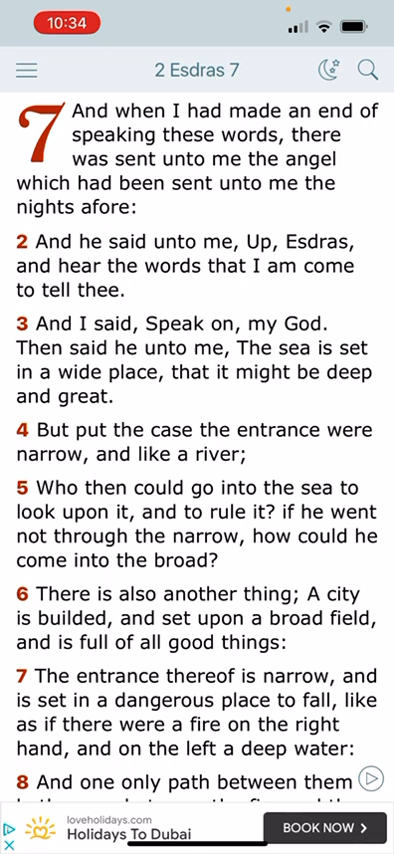 10:34
2 Esdras 7
7 And when I had made an end of
speaking these words, there
was sent unto me the angel
which had been sent unto me the
nights afore:
2 And he said unto me, Up, Esdras,
and hear the words that I am come
to tell thee.
3 And I said, Speak on, my God.
Then said he unto me, The sea is set
in a wide place, that it might be deep
and great.
4 But put the case the entrance were
narrow, and like a river;
5 Who then could go into the sea to
look upon it, and to rule it? if he went
not through the narrow, how could he
come into the broad?
6 There is also another thing; A city
is builded, and set upon a broad field,
and is full of all good things:
7 The entrance thereof is narrow, and
is set in a dangerous place to fall, like
as if there were a fire on the right
hand, and on the left a deep water:
8 And one only path between them
loveholidays.com
Holidays To Dubai
BOOK NOW